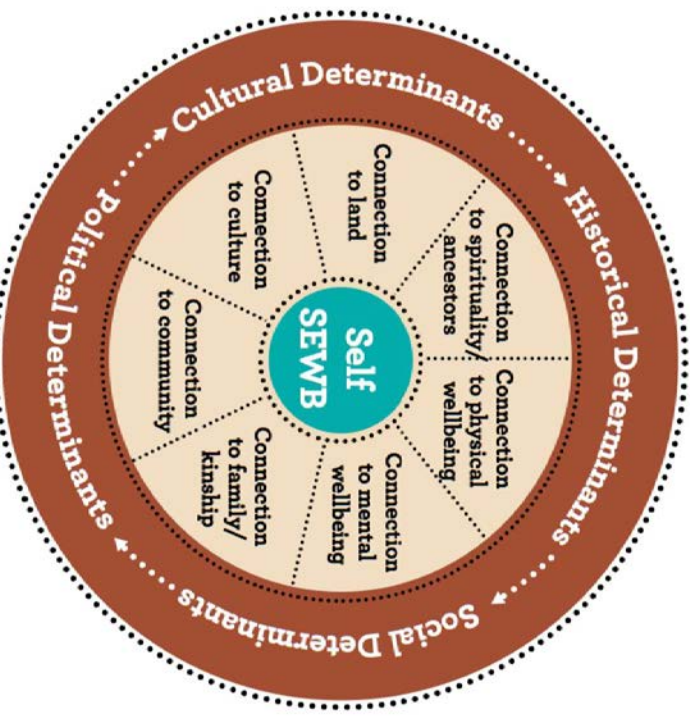 Historical Determinants
Social Determinants
Political Determinants
Cultural Determinants
Connection
to physical
wellbeing
Connection
to mental
wellbeing
Connection
to family/
kinship
Connection
to community
Connection
to culture
Connection
to land
Connection
to spirituality/
ancestors
Self
SEWB